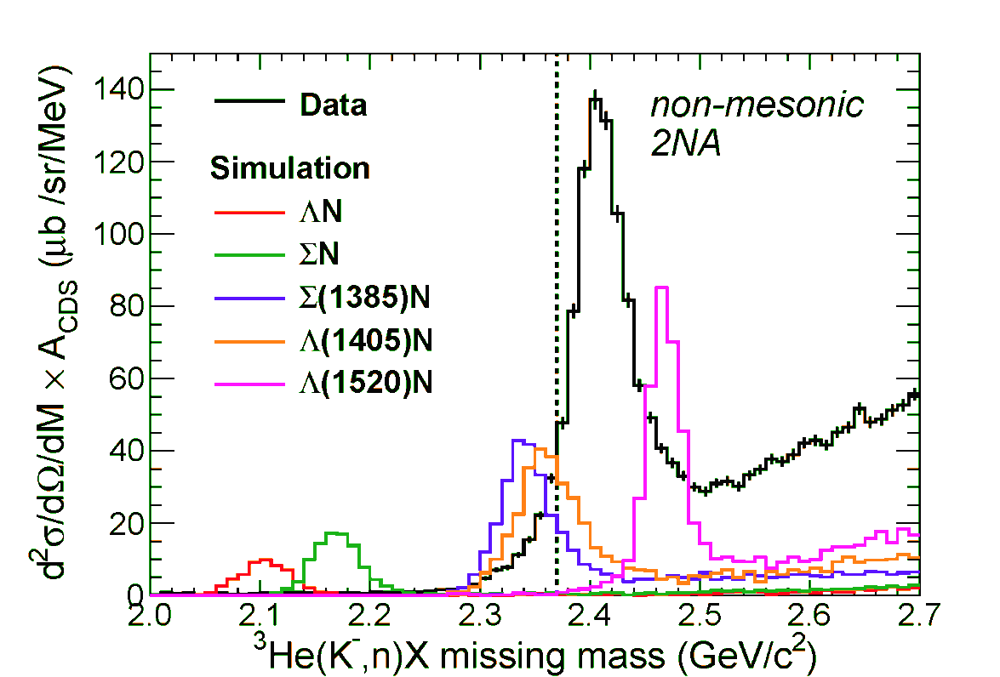 d²σ/dΩ/dM × A_CDS (μb /sr/MeV)
140
120
100
80
60
40
20
0
Data
Simulation
ΛN
ΣN
Σ(1385)N
Λ(1405)N
Λ(1520)N
non-mesonic
2NA
2.0 2.1 2.2 2.3 2.4 2.5 2.6 2.7
³He(K⁻,n)X missing mass (GeV/c²)